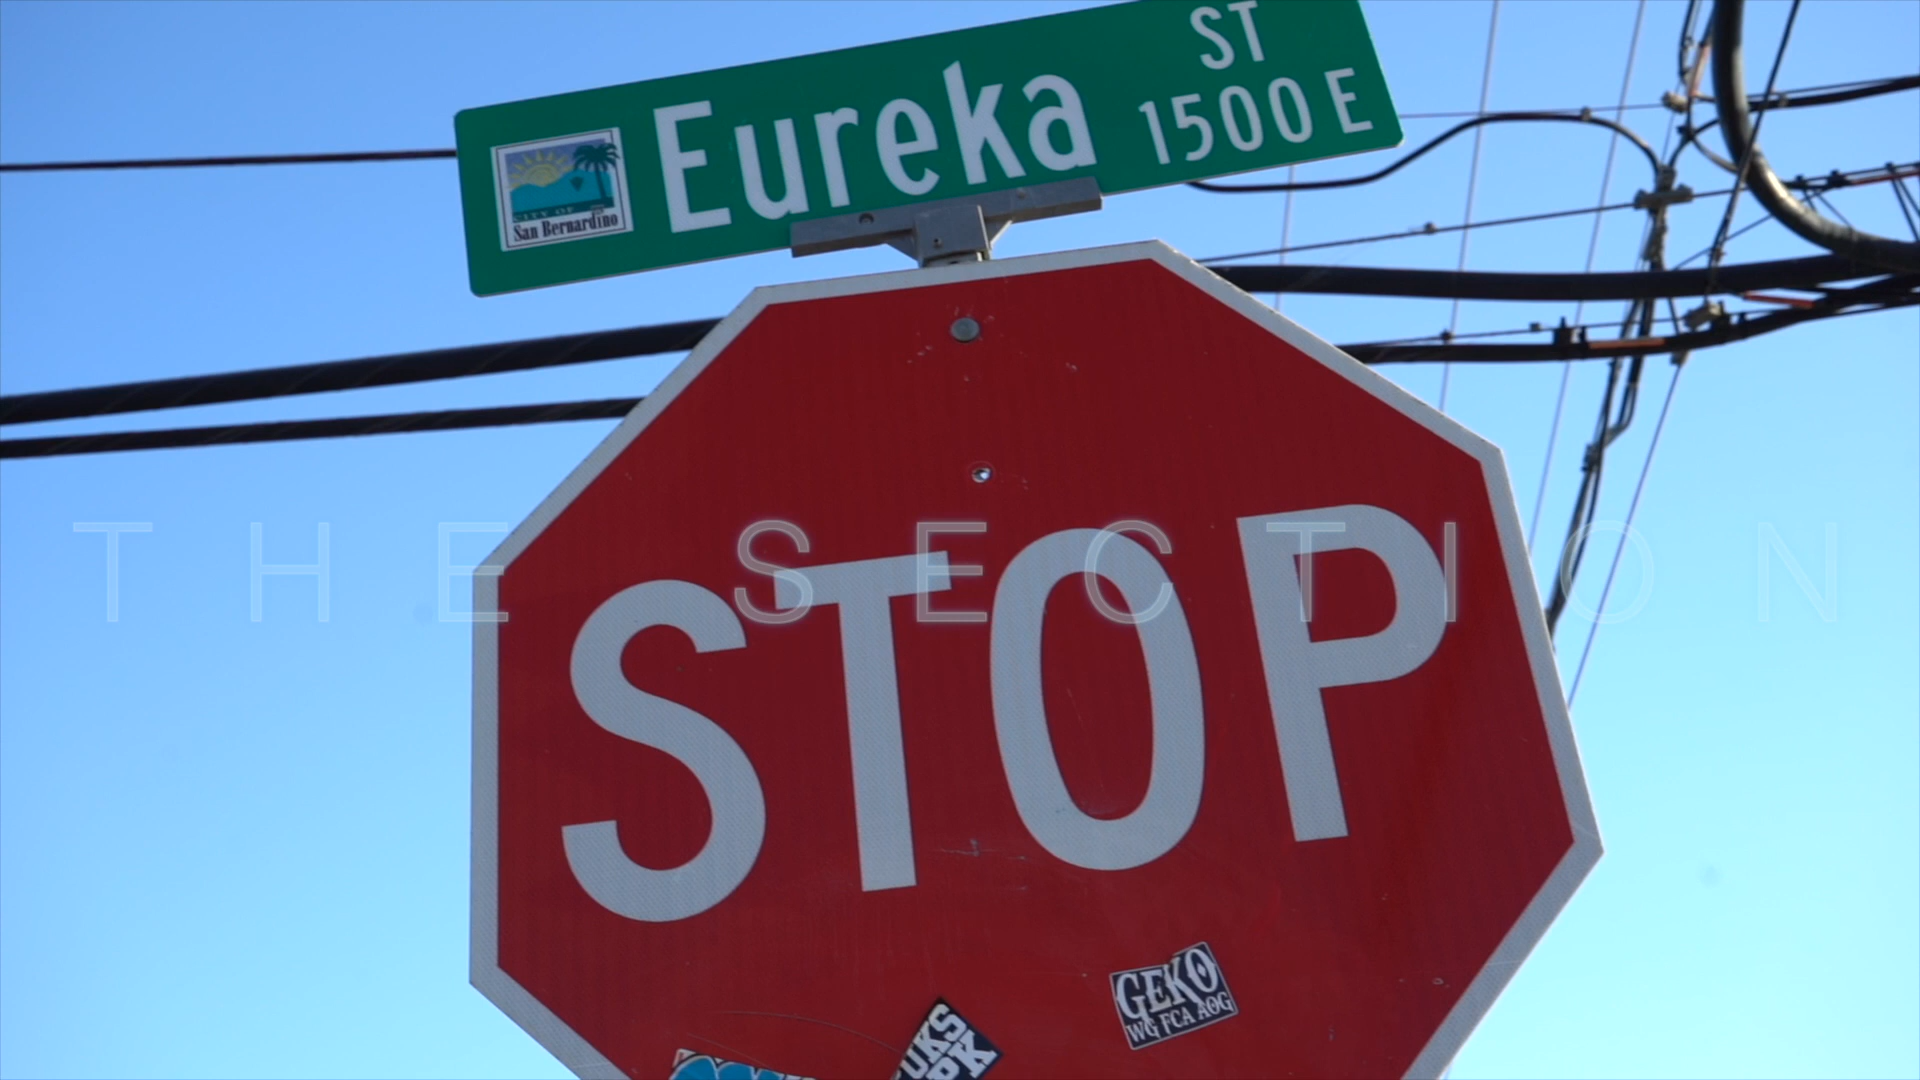 ST
Eureka 1500 E
CITY OF
San Bernardino
THE SECTION
STOP
GEKO
WG FCA AOG